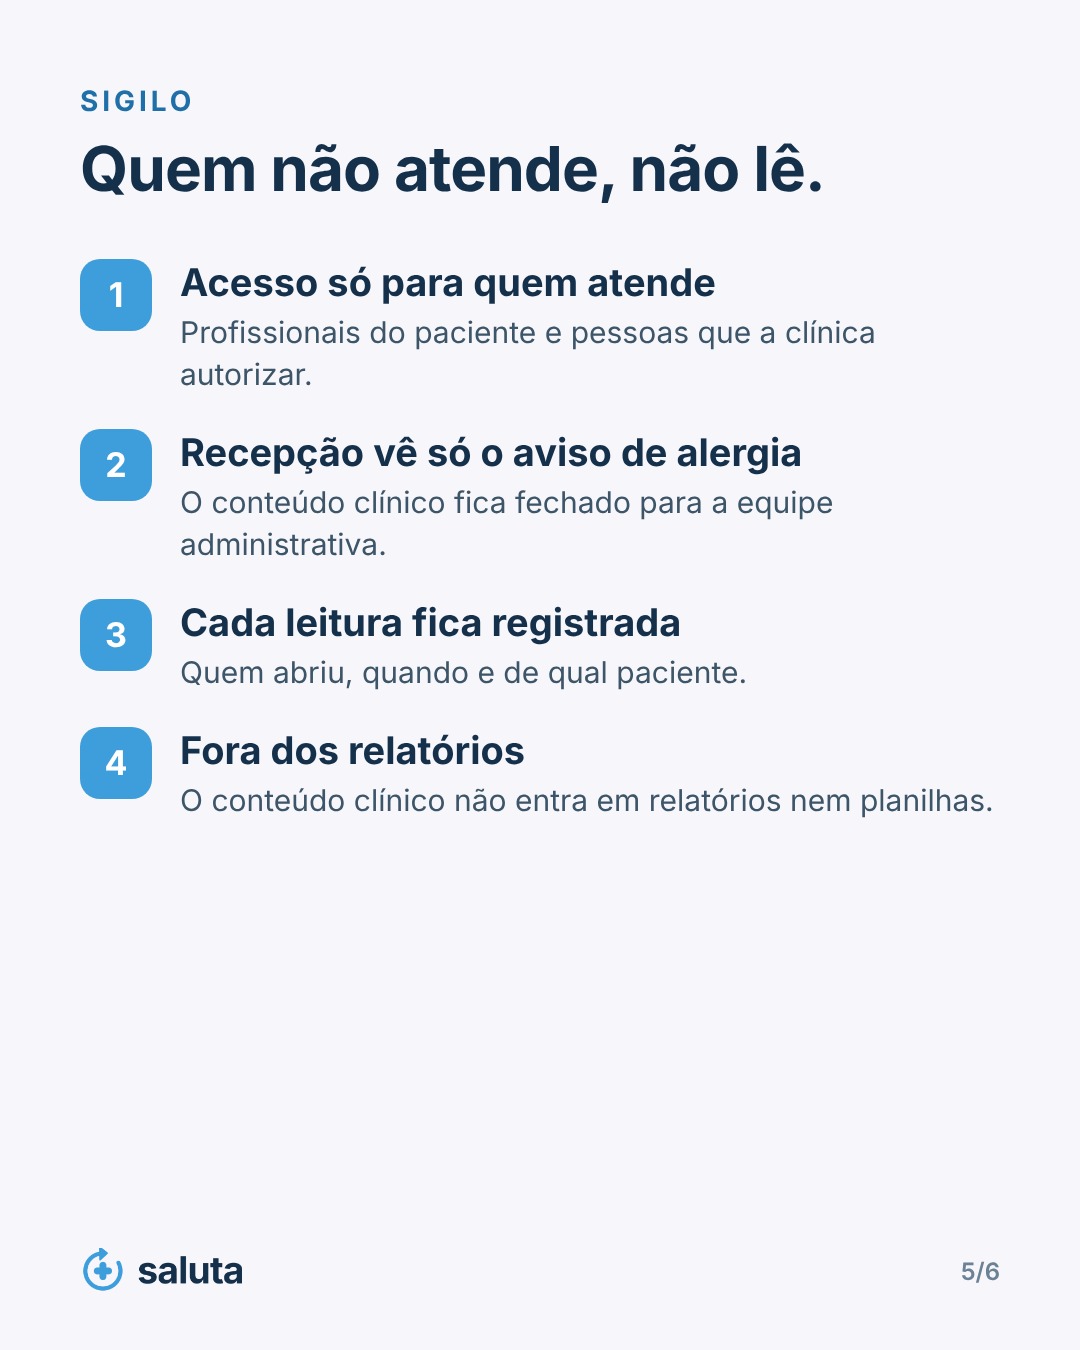 SIGILO
Quem não atende, não lê.
1
Acesso só para quem atende
Profissionais do paciente e pessoas que a clínica
autorizar.
2
Recepção vê só o aviso de alergia
O conteúdo clínico fica fechado para a equipe
administrativa.
3
Cada leitura fica registrada
Quem abriu, quando e de qual paciente.
4
Fora dos relatórios
O conteúdo clínico não entra em relatórios nem planilhas.
saluta
5/6